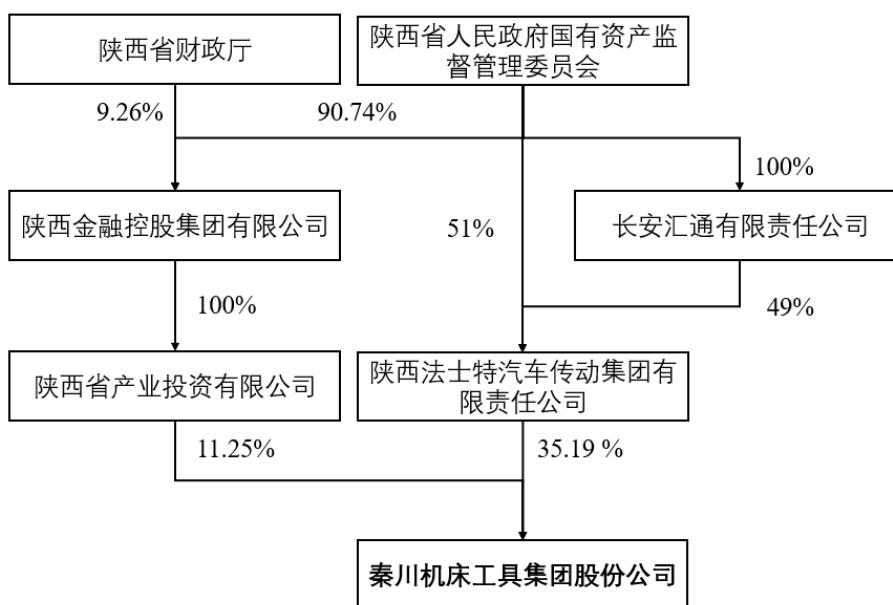 陕西省财政厅
陕西省人民政府国有资产监
督管理委员会
9.26%
90.74%
100%
陕西金融控股集团有限公司
51%
长安汇通有限责任公司
100%
49%
陕西省产业投资有限公司
陕西法士特汽车传动集团有
限责任公司
11.25%
35.19 %
秦川机床工具集团股份公司